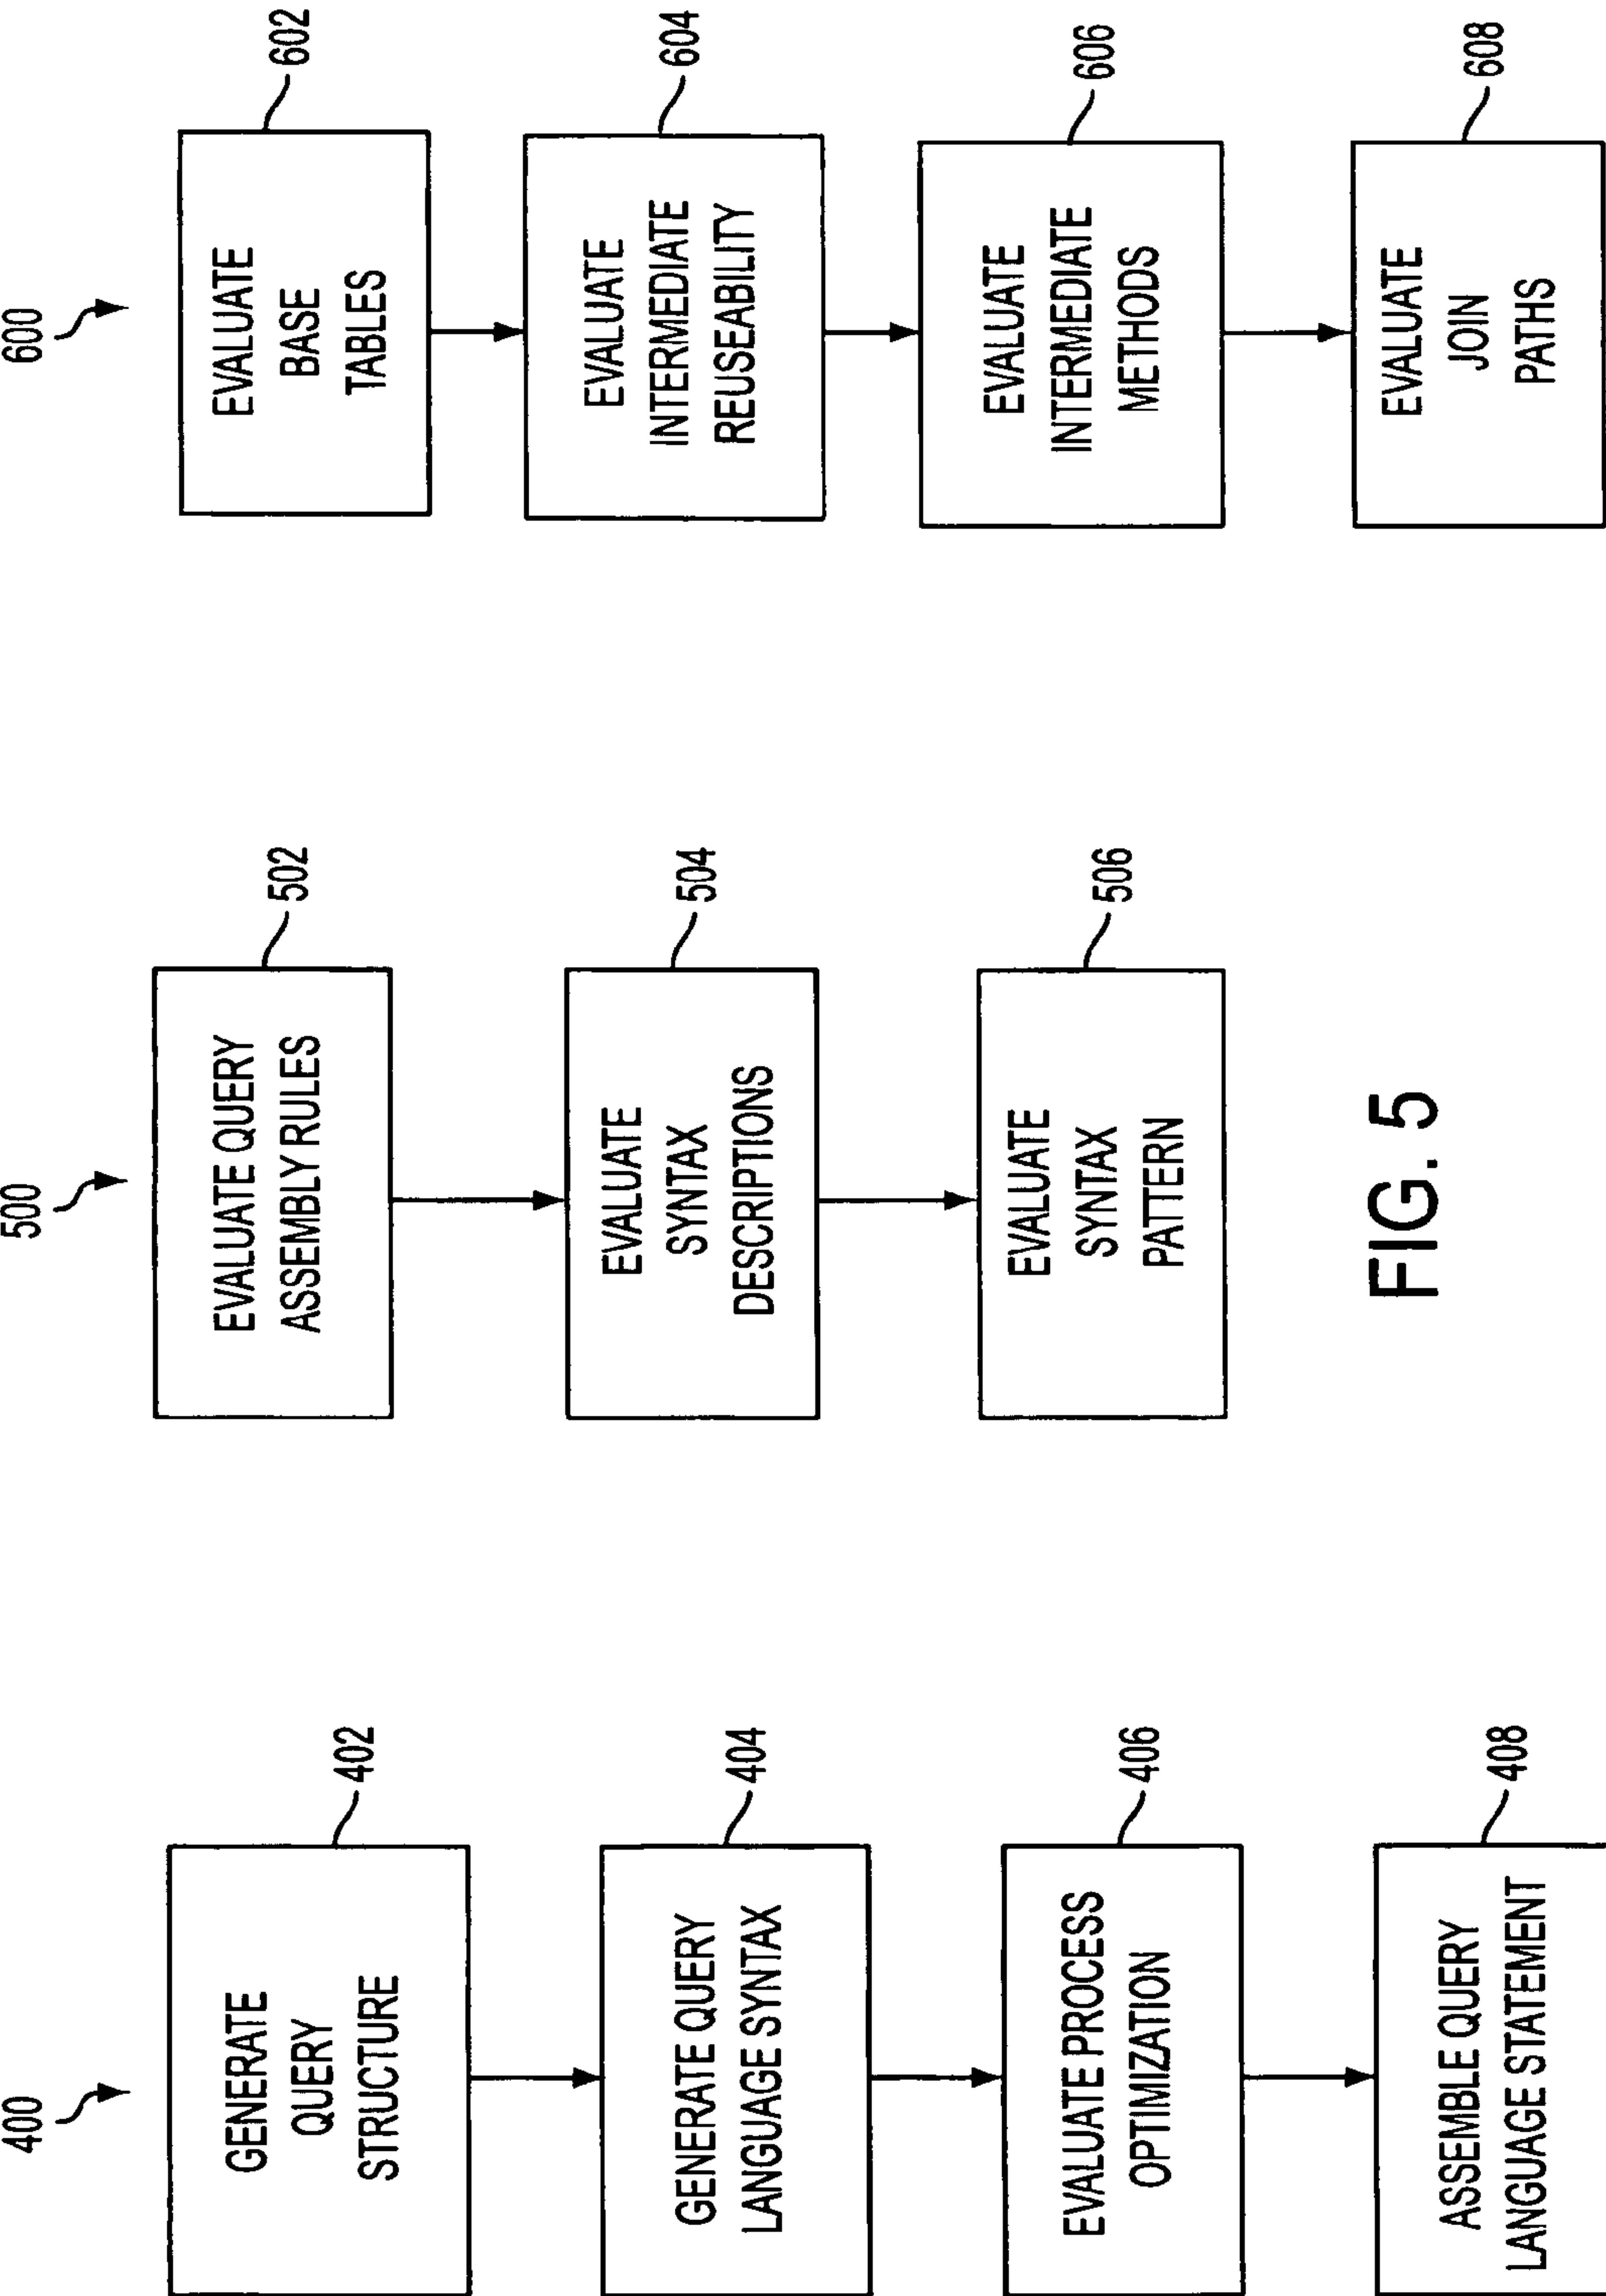 400
GENERATE
QUERY
STRUCTURE
402
GENERATE QUERY
LANGUAGE SYNTAX
404
EVALUATE PROCESS
OPTIMIZATION
406
ASSEMBLE QUERY
LANGUAGE STATEMENT
408
500
EVALUATE QUERY
ASSEMBLY RULES
502
EVALUATE
SYNTAX
DESCRIPTIONS
504
EVALUATE
SYNTAX
PATTERN
506
FIG. 5
600
EVALUATE
BASE
TABLES
602
EVALUATE
INTERMEDIATE
REUSEABILITY
604
EVALUATE
INTERMEDIATE
METHODS
606
EVALUATE
JOIN
PATHS
608